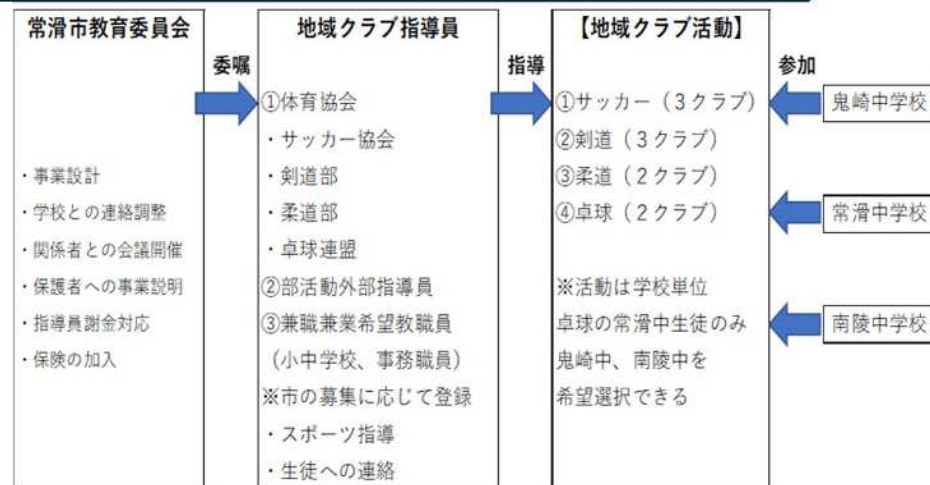 常滑市教育委員会
・事業設計
・学校との連絡調整
・関係者との会議開催
・保護者への事業説明
・指導員謝金対応
・保険の加入
委嘱
地域クラブ指導員
①体育協会
・サッカー協会
・剣道部
・柔道部
・卓球連盟
②部活動外部指導員
③兼職兼業希望教職員
（小中学校、事務職員）
※市の募集に応じて登録
・スポーツ指導
・生徒への連絡
指導
【地域クラブ活動】
①サッカー（３クラブ）
②剣道（３クラブ）
③柔道（２クラブ）
④卓球（２クラブ）
※活動は学校単位
卓球の常滑中生徒のみ
鬼崎中、南陵中を
希望選択できる
参加
鬼崎中学校
常滑中学校
南陵中学校